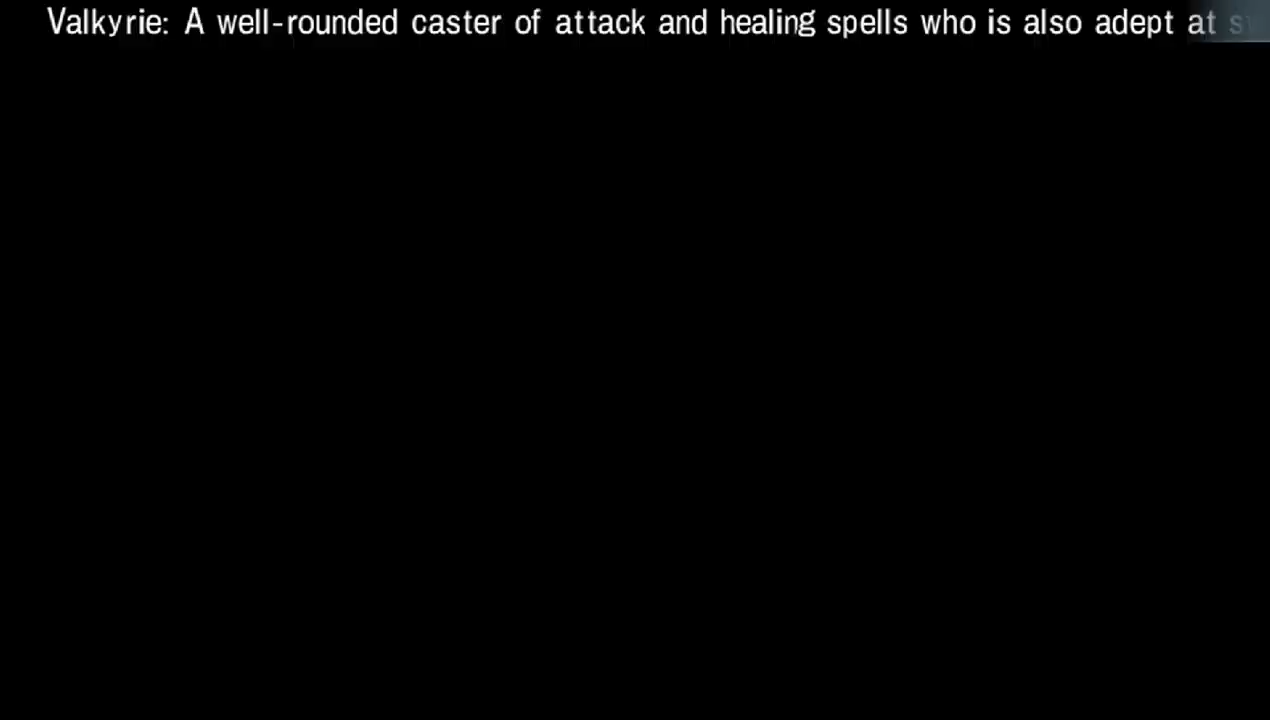 Valkyrie: A well-rounded caster of attack and healing spells who is also adept at